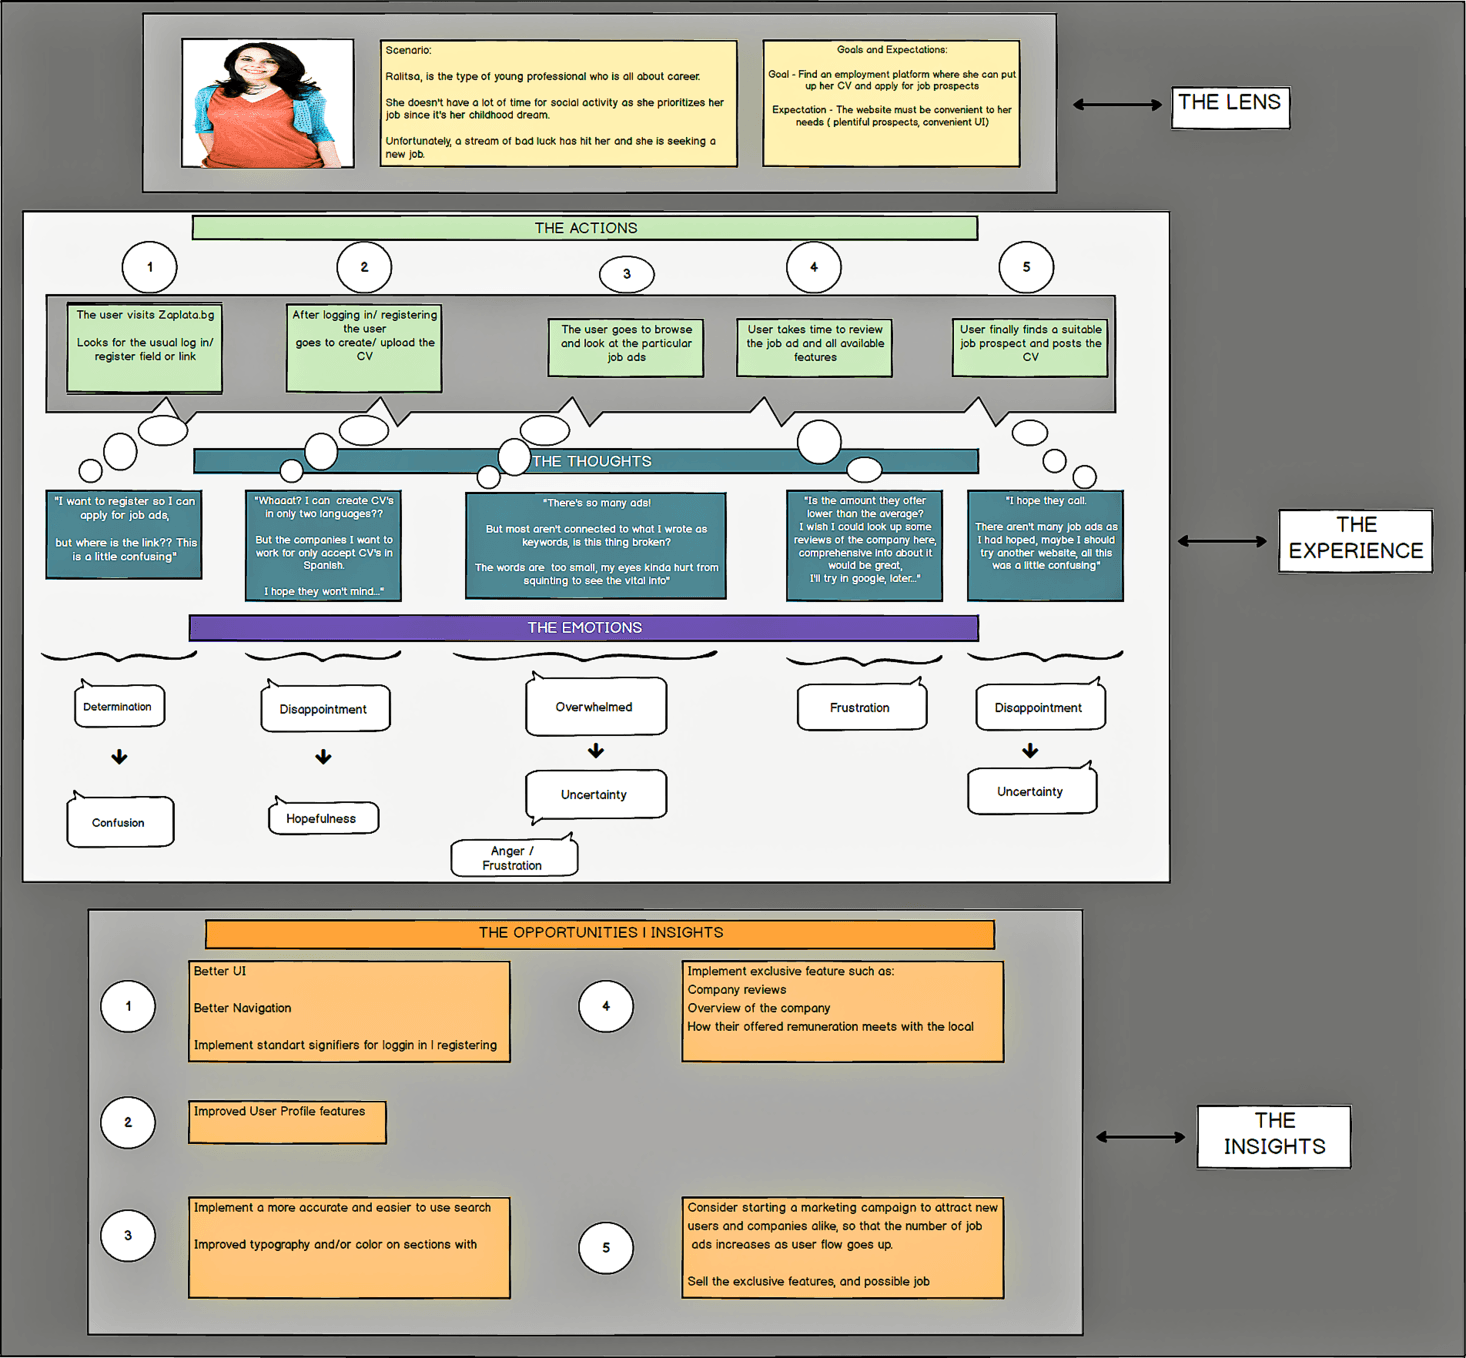 Scenario:
Ralitsa, is the type of young professional who is all about career.
She doesn't have a lot of time for social activity as she prioritizes her
job since it's her childhood dream.
Unfortunately, a stream of bad luck has hit her and she is seeking a
new job.
Goals and Expectations:
Goal - Find an employment platform where she can put
up her CV and apply for job prospects
Expectation - The website must be convenient to her
needs ( plentiful prospects, convenient UI)
THE LENS
THE ACTIONS
1
2
3
4
5
The user visits Zaplata.bg
Looks for the usual log in/
register field or link
After logging in/ registering
the user
goes to create/ upload the
CV
The user goes to browse
and look at the particular
job ads
User takes time to review
the job ad and all available
features
User finally finds a suitable
job prospect and posts the
CV
THE THOUGHTS
"I want to register so I can
apply for job ads,
but where is the link?? This
is a little confusing"
"Whaaat? I can create CV's
in only two languages??
But the companies I want to
work for only accept CV's in
Spanish.
I hope they won't mind..."
"There's so many ads!
But most aren't connected to what I wrote as
keywords, is this thing broken?
The words are too small, my eyes kinda hurt from
squinting to see the vital info"
"Is the amount they offer
lower than the average?
I wish I could look up some
reviews of the company here,
comprehensive info about it
would be great,
I'll try in google, later..."
"I hope they call.
There aren't many job ads as
I had hoped, maybe I should
try another website, all this
was a little confusing"
THE
EXPERIENCE
THE EMOTIONS
Determination
Confusion
Disappointment
Hopefulness
Overwhelmed
Uncertainty
Anger /
Frustration
Frustration
Disappointment
Uncertainty
THE OPPORTUNITIES | INSIGHTS
1
Better UI
Better Navigation
Implement standart signifiers for loggin in | registering
2
Improved User Profile features
3
Implement a more accurate and easier to use search
Improved typography and/or color on sections with
4
Implement exclusive feature such as:
Company reviews
Overview of the company
How their offered remuneration meets with the local
5
Consider starting a marketing campaign to attract new
users and companies alike, so that the number of job
ads increases as user flow goes up.
Sell the exclusive features, and possible job
THE
INSIGHTS